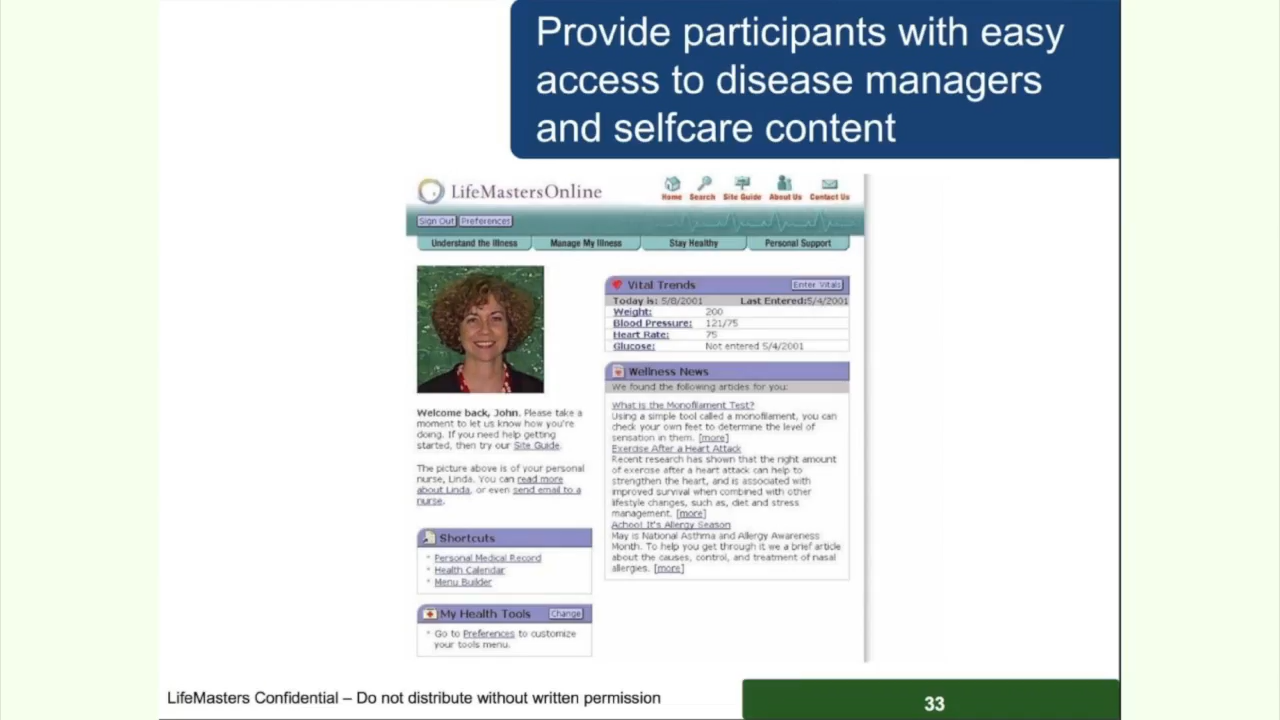 Provide participants with easy
access to disease managers
and selfcare content
LifeMastersOnline
Home Search Site Guide About Us Contact Us
Sign Out Preferences
Understand the Illness Manage My Illness Stay Healthy Personal Support
Welcome back, John. Please take a
moment to let us know how you're
doing. If you need help getting
started, then try our Site Guide.
The picture above is of your personal
nurse, Linda. You can read more
about Linda, or even send email to a
nurse.
Shortcuts
Personal Medical Record
Health Calendar
Menu Builder
My Health Tools Change
Go to Preferences to customize
your tools menu.
Vital Trends Enter Vitals
Today is: 5/8/2001 Last Entered:5/4/2001
Weight: 200
Blood Pressure: 121/75
Heart Rate: 75
Glucose: Not entered 5/4/2001
Wellness News
We found the following articles for you:
What is the Monofilament Test?
Using a simple tool called a monofilament, you can
check your own feet to determine the level of
sensation in them. [more]
Exercise After a Heart Attack
Recent research has shown that the right amount
of exercise after a heart attack can help to
strengthen the heart, and is associated with
improved survival when combined with other
lifestyle changes, such as, diet and stress
management. [more]
Achoo! It's Allergy Season
May is National Asthma and Allergy Awareness
Month. To help you get through it we a brief article
about the causes, control, and treatment of nasal
allergies. [more]
LifeMasters Confidential – Do not distribute without written permission
33